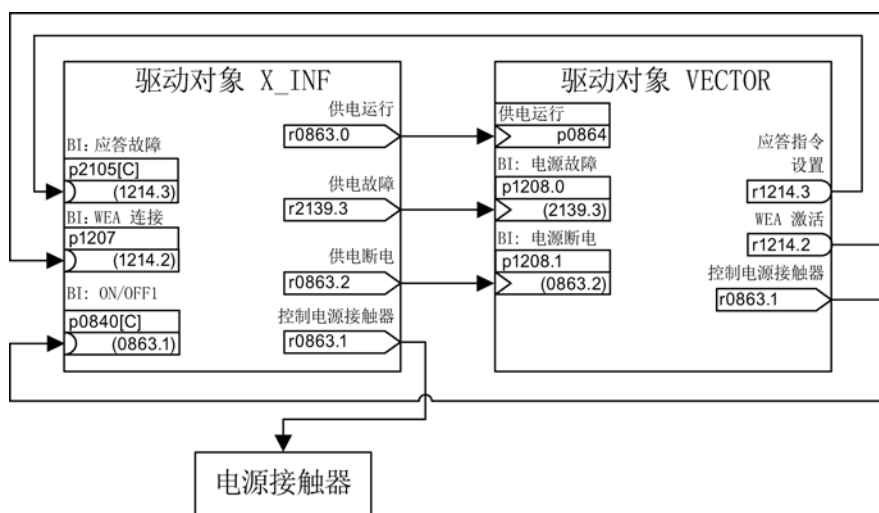 驱动对象 X_INF
供电运行
r0863.0
BI: 应答故障
p2105[C]
(1214.3)
供电故障
r2139.3
BI: WEA 连接
p1207
(1214.2)
供电断电
r0863.2
BI: ON/OFF1
p0840[C]
(0863.1)
控制电源接触器
r0863.1
驱动对象 VECTOR
供电运行
p0864
BI: 电源故障
p1208.0
(2139.3)
BI: 电源断电
p1208.1
(0863.2)
应答指令
设置
r1214.3
WEA 激活
r1214.2
控制电源接触器
r0863.1
电源接触器